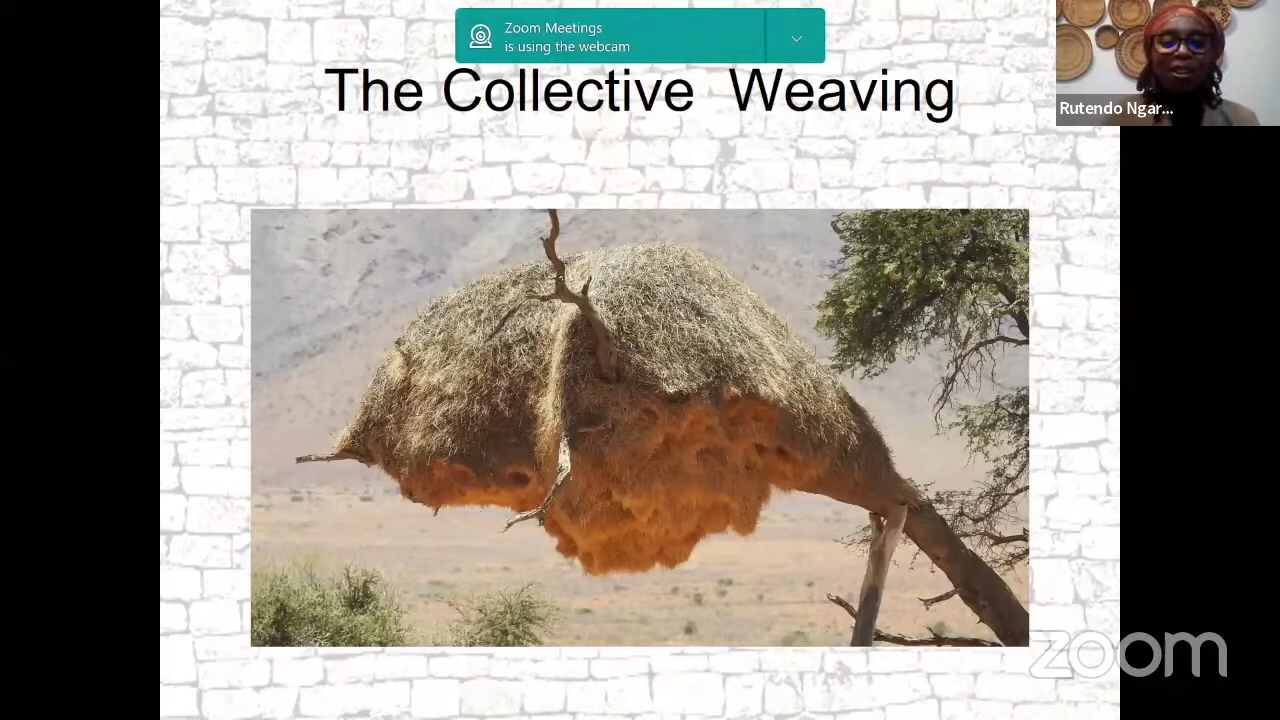 Zoom Meetings
is using the webcam
The Collective Weaving
Rutendo Ngar...
zoom